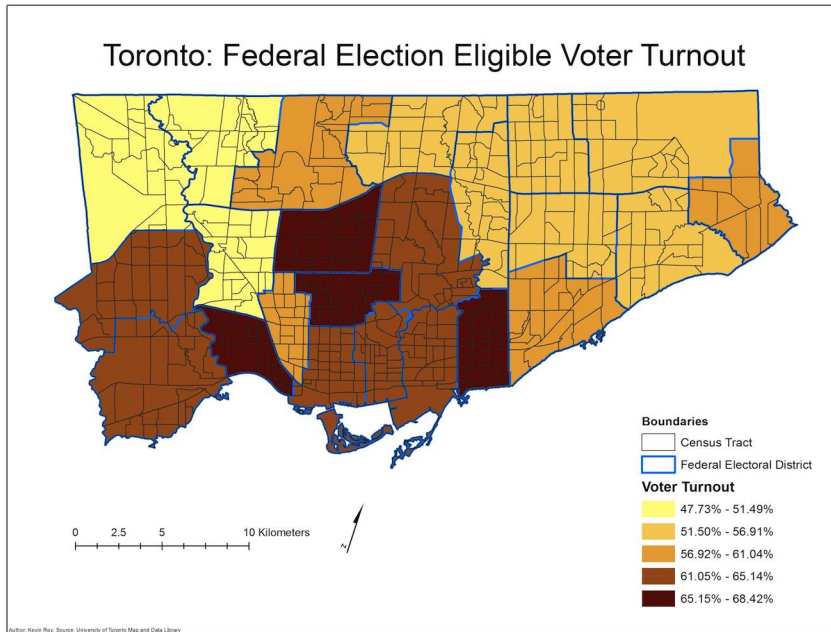 Toronto: Federal Election Eligible Voter Turnout
Boundaries
Census Tract
Federal Electoral District
Voter Turnout
47.73% - 51.49%
51.50% - 56.91%
56.92% - 61.04%
61.05% - 65.14%
65.15% - 68.42%
0 2.5 5 10 Kilometers
N
Author: Kevin Roy. Source: University of Toronto Map and Data Library